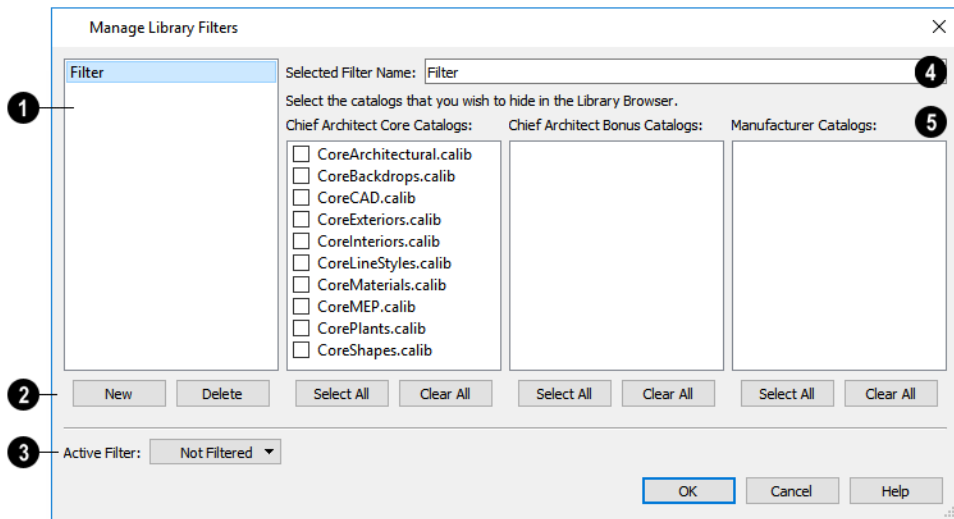 Manage Library Filters
1
Filter
Selected Filter Name: Filter
4
Select the catalogs that you wish to hide in the Library Browser.
Chief Architect Core Catalogs:
Chief Architect Bonus Catalogs:
Manufacturer Catalogs:
5
CoreArchitectural.calib
CoreBackdrops.calib
CoreCAD.calib
CoreExteriors.calib
CoreInteriors.calib
CoreLineStyles.calib
CoreMaterials.calib
CoreMEP.calib
CorePlants.calib
CoreShapes.calib
2
New Delete
Select All Clear All
Select All Clear All
Select All Clear All
3
Active Filter: Not Filtered
OK Cancel Help